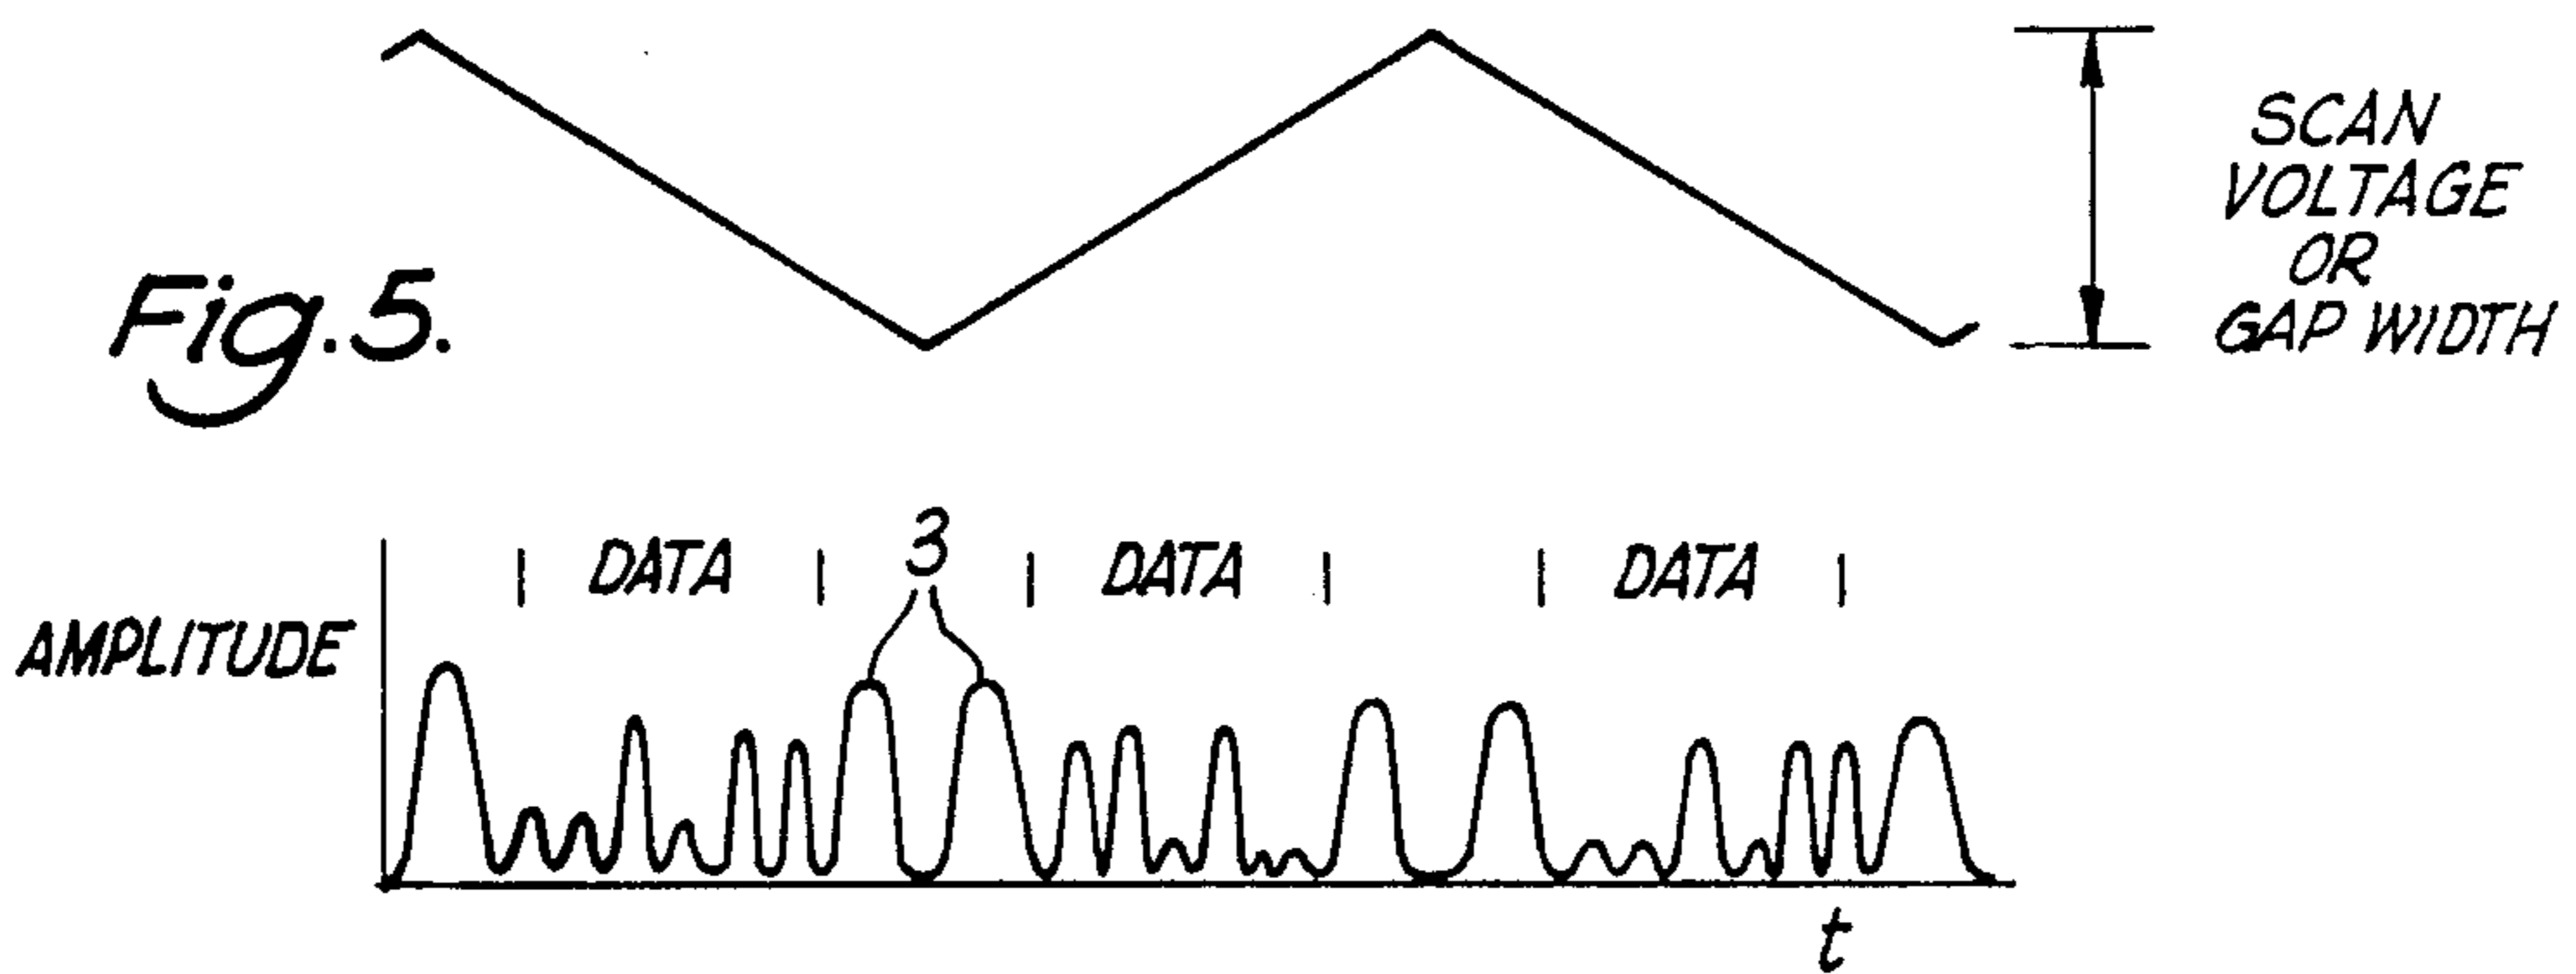 SCAN
VOLTAGE
OR
GAP WIDTH
Fig. 5.
DATA 3 DATA DATA
AMPLITUDE
t